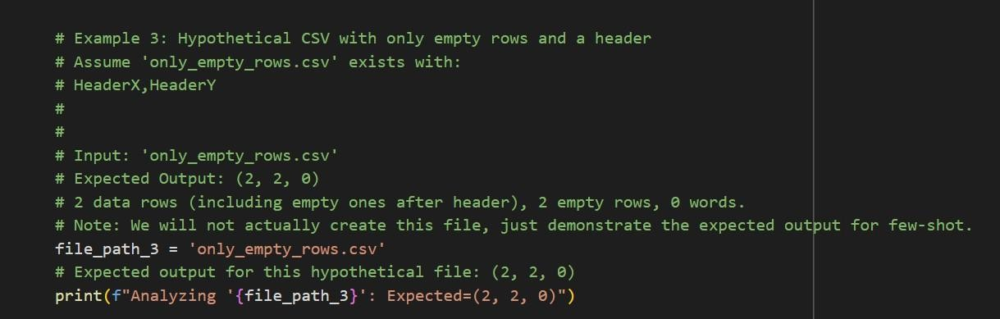 # Example 3: Hypothetical CSV with only empty rows and a header
# Assume 'only_empty_rows.csv' exists with:
# HeaderX,HeaderY
#
#
# Input: 'only_empty_rows.csv'
# Expected Output: (2, 2, 0)
# 2 data rows (including empty ones after header), 2 empty rows, 0 words.
# Note: We will not actually create this file, just demonstrate the expected output for few-shot.
file_path_3 = 'only_empty_rows.csv'
# Expected output for this hypothetical file: (2, 2, 0)
print(f"Analyzing '{file_path_3}': Expected=(2, 2, 0)")